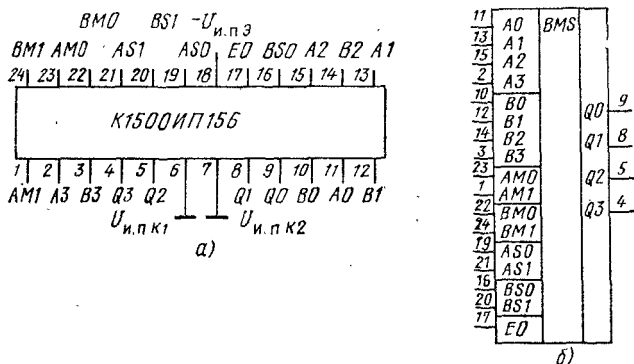 BM0 BS1 -Uи.пЭ
BM1 AM0 AS1 AS0 E0 BS0 A2 B2 A1
24 23 22 21 20 19 18 17 16 15 14 13
К1500ИП156
1 2 3 4 5 6 7 8 9 10 11 12
AM1 A3 B3 Q3 Q2 Q1 Q0 B0 A0 B1
Uи.пК1 Uи.пК2
а)
11 A0 BMS
13 A1
15 A2
2 A3
10 B0 Q0 9
12 B1
14 B2 Q1 8
3 B3
23 AM0 Q2 5
1 AM1
22 BM0 Q3 4
24 BM1
19 AS0
21 AS1
16 BS0
20 BS1
17 E0
б)